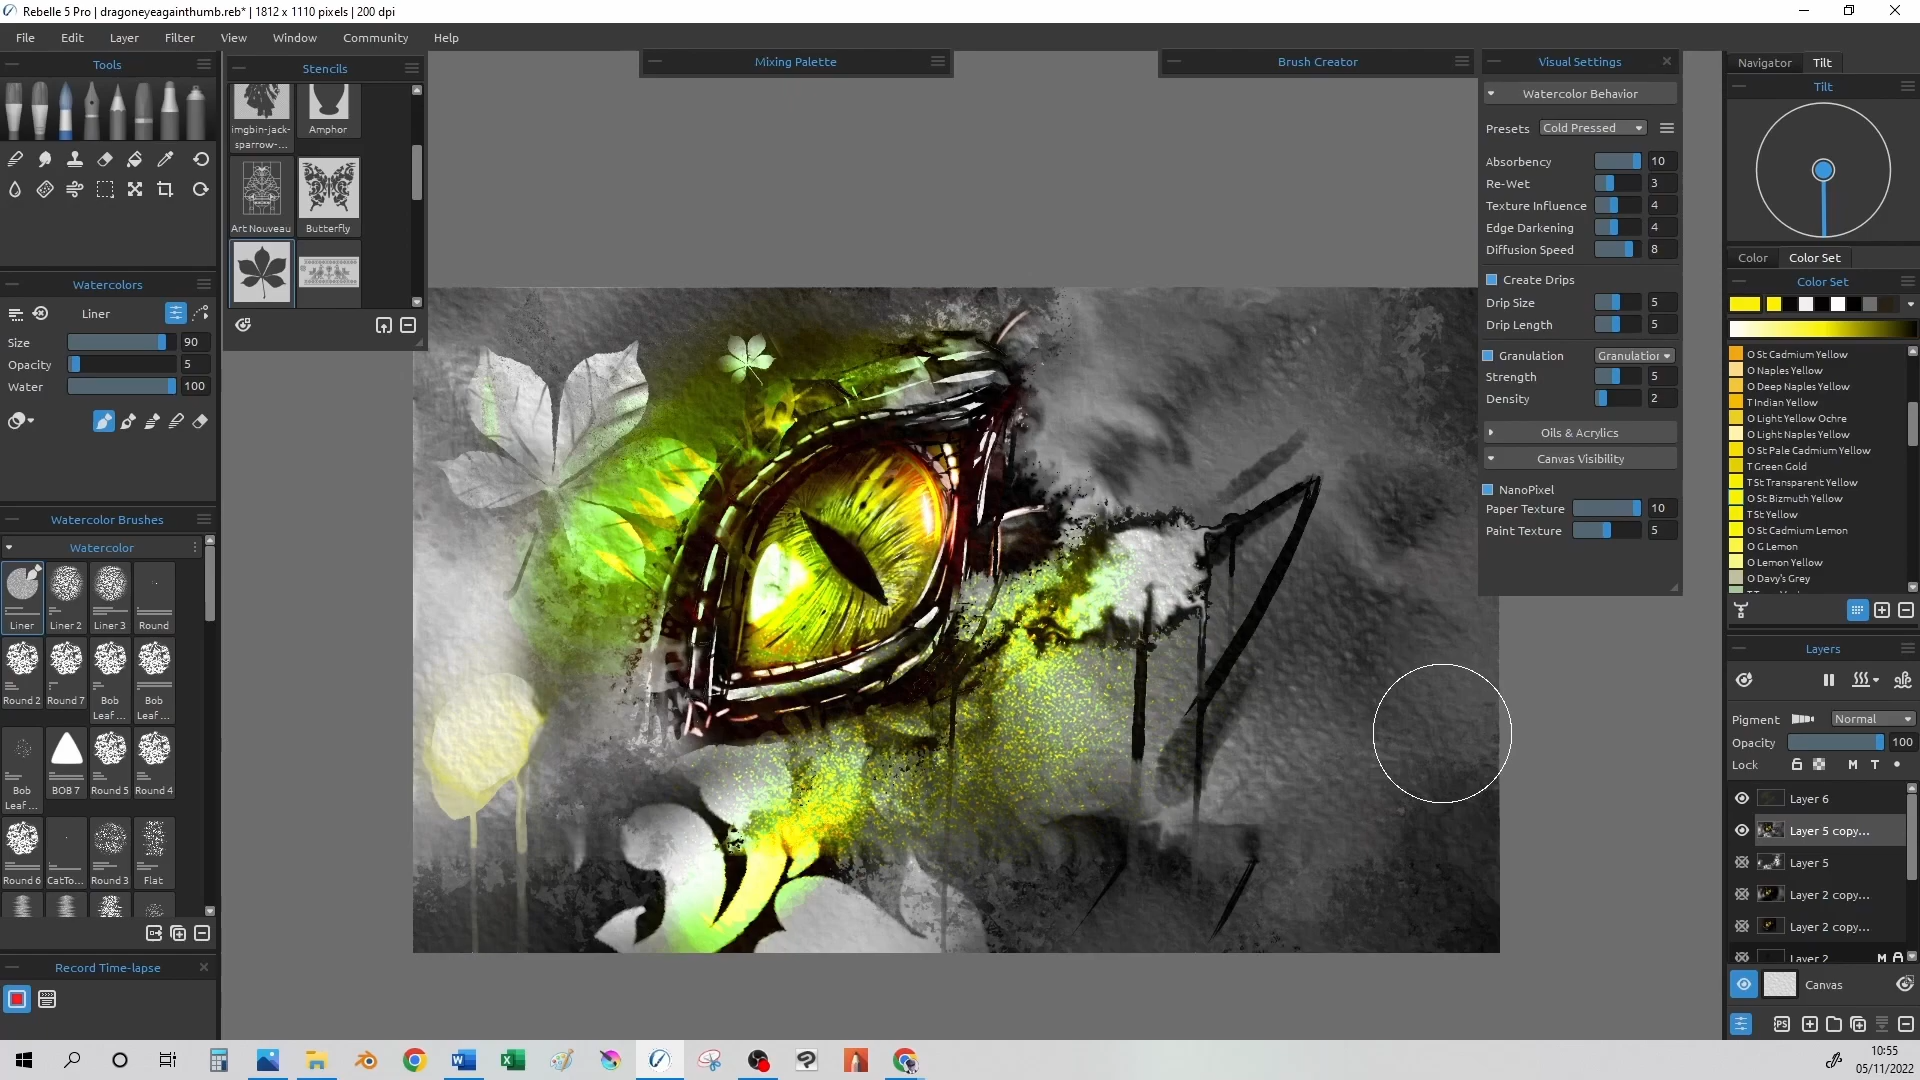 Rebelle 5 Pro | dragoneyeagainthumb.reb* | 1812 x 1110 pixels | 200 dpi
File Edit Layer Filter View Window Community Help
Tools
Stencils
imgbin-jack-
sparrow-...
Amphor
Art Nouveau
Butterfly
Mixing Palette
Brush Creator
Visual Settings
Watercolor Behavior
Presets Cold Pressed
Absorbency 10
Re-Wet 3
Texture Influence 4
Edge Darkening 4
Diffusion Speed 8
Create Drips
Drip Size 5
Drip Length 5
Granulation Granulation
Strength 5
Density 2
Oils & Acrylics
Canvas Visibility
NanoPixel
Paper Texture 10
Paint Texture 5
Watercolors
Liner
Size 90
Opacity 5
Water 100
Watercolor Brushes
Watercolor
Liner Liner 2 Liner 3 Round
Round 2 Round 7 Bob Leaf ... Bob Leaf ...
Bob Leaf ... BOB 7 Round 5 Round 4
Round 6 CatTo... Round 3 Flat
Record Time-lapse
Navigator Tilt
Tilt
Color Color Set
Color Set
O St Cadmium Yellow
O Naples Yellow
O Deep Naples Yellow
T Indian Yellow
O Light Yellow Ochre
O Light Naples Yellow
O St Pale Cadmium Yellow
T Green Gold
T St Transparent Yellow
O St Bizmuth Yellow
T St Yellow
O St Cadmium Lemon
O G Lemon
O Lemon Yellow
O Davy's Grey
Layers
Pigment Normal
Opacity 100
Lock M T
Layer 6
Layer 5 copy...
Layer 5
Layer 2 copy...
Layer 2 copy...
Layer 2 M
Canvas
PS
10:55
05/11/2022